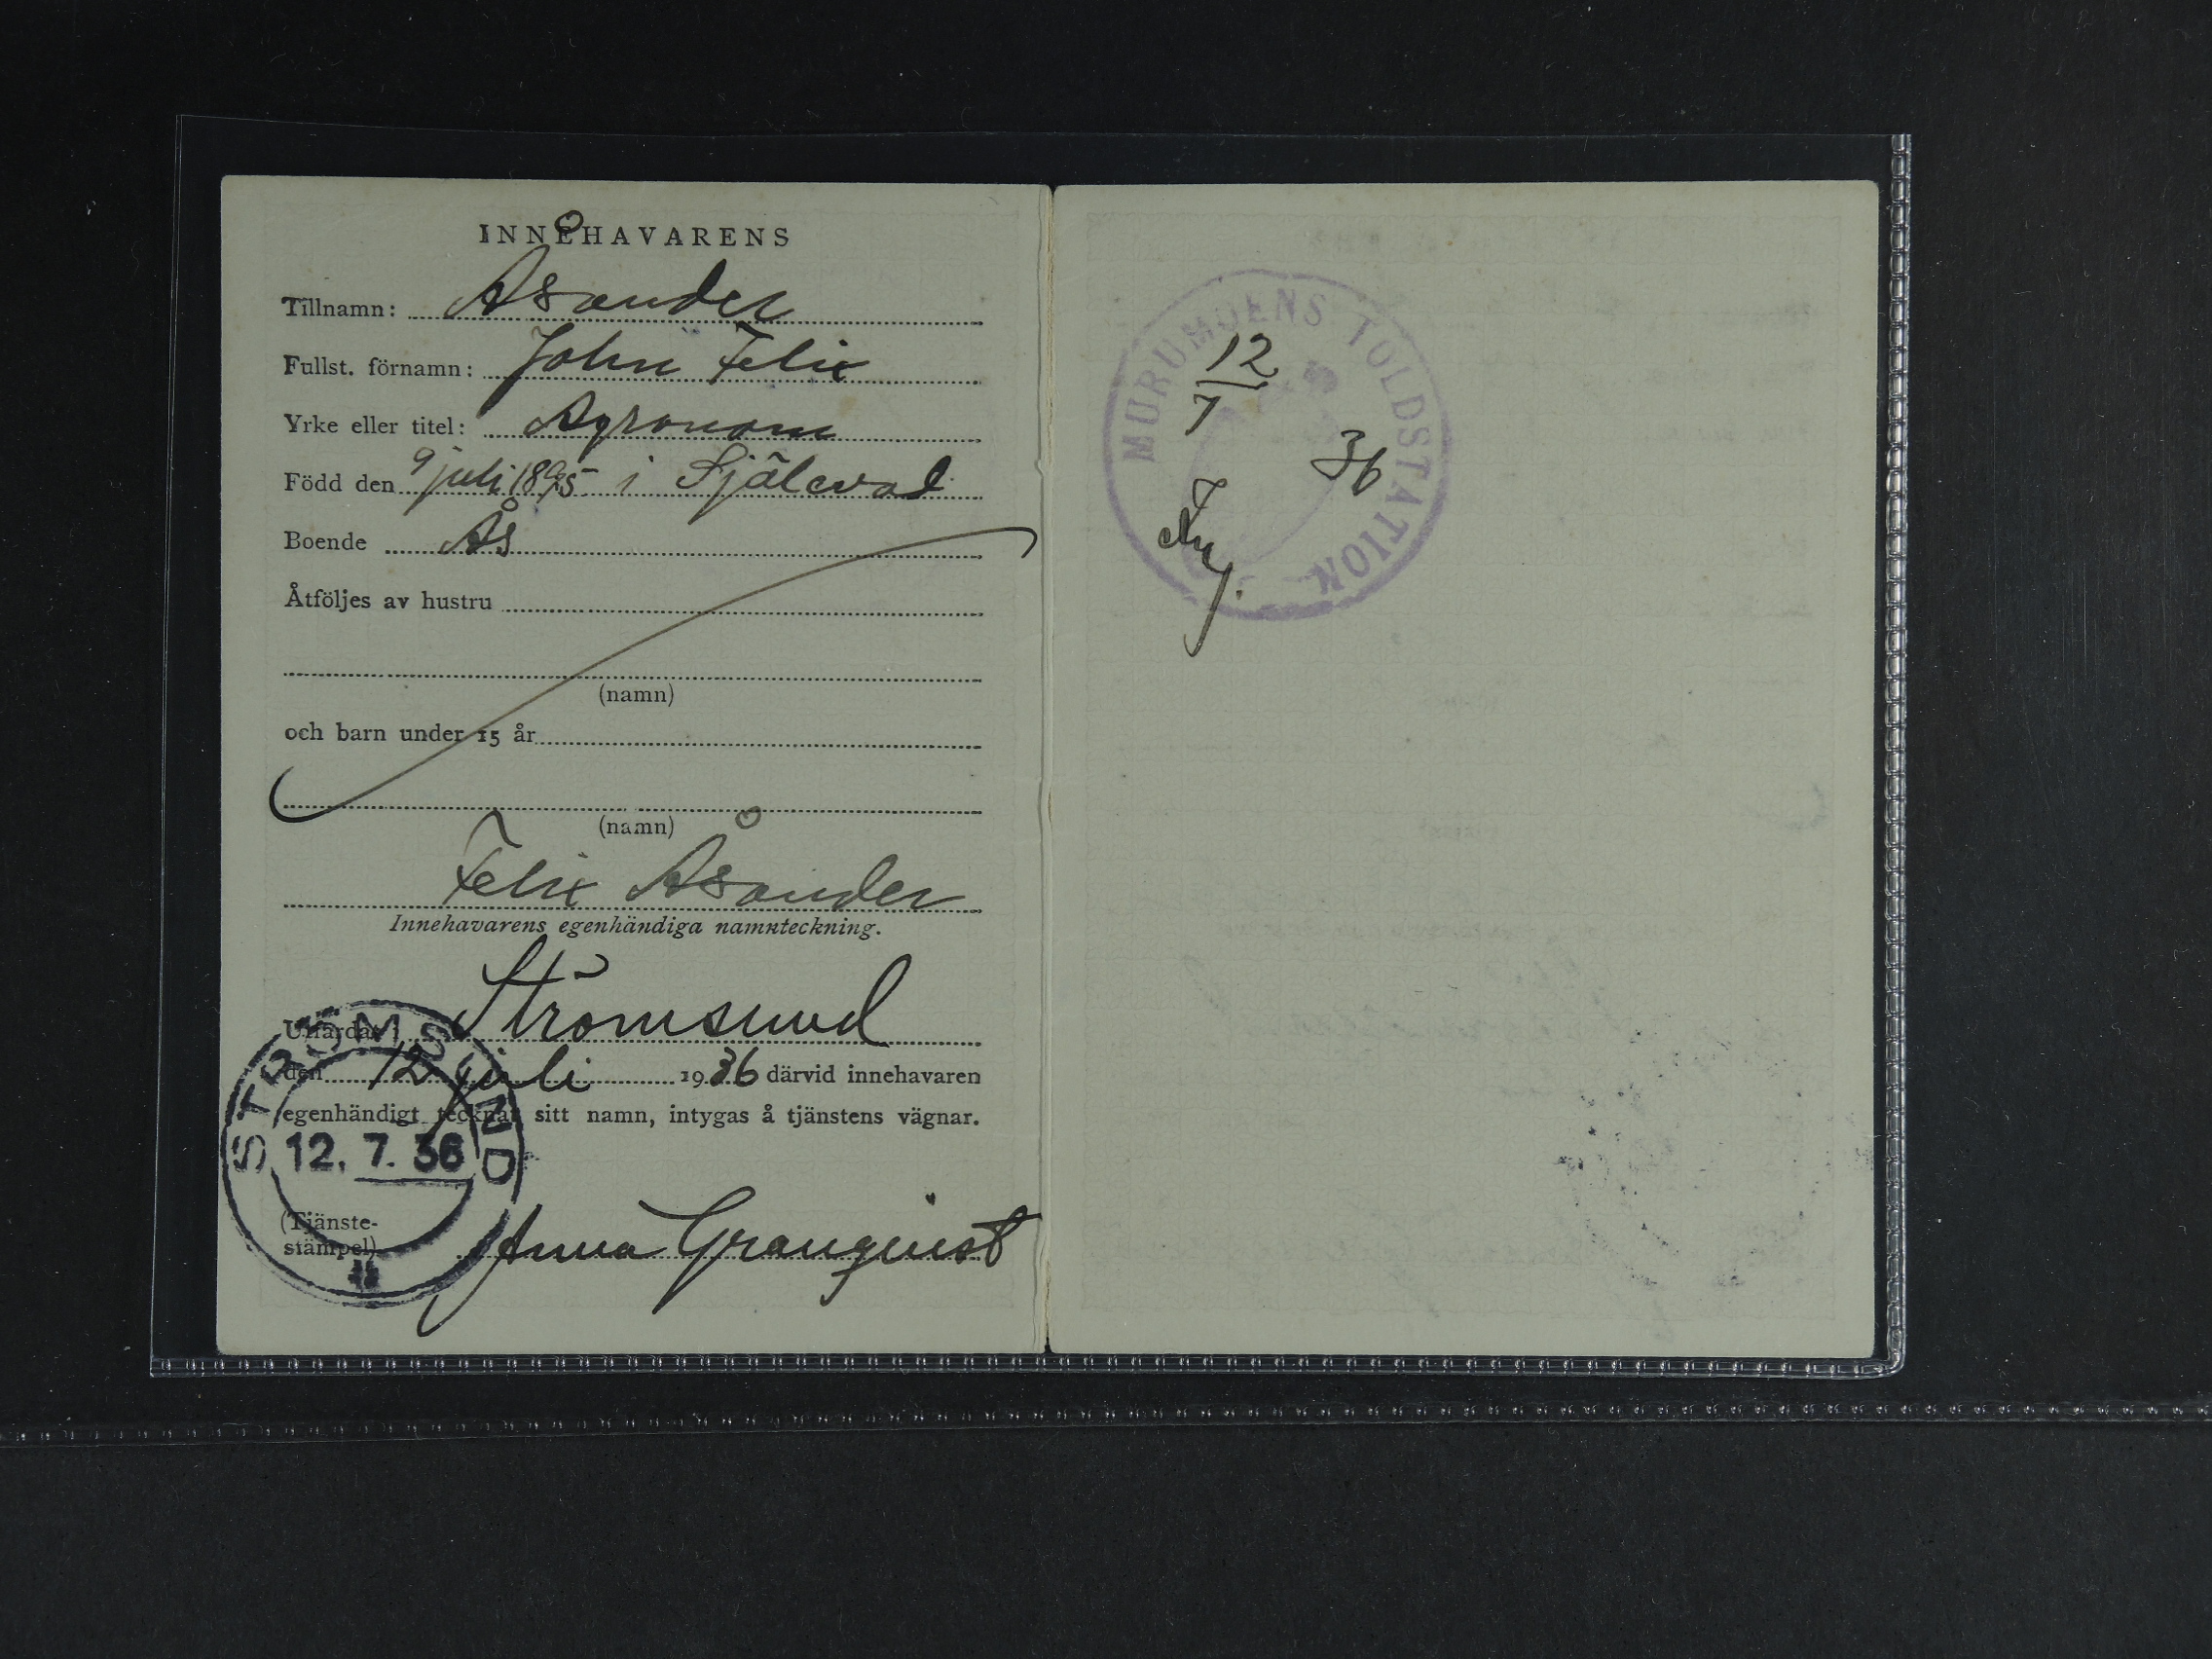 INNEHAVARENS
Tillnamn: Åsander
Fullst. förnamn: John Felix
Yrke eller titel: Agronom
Född den 9 juli 1895 i Själevad
Boende Ås
Åtföljes av hustru
(namn)
och barn under 15 år
(namn)
Felix Åsander
Innehavarens egenhändiga namnteckning.
Utfärdat i Strömsund
den 12 juli 1936 därvid innehavaren
egenhändigt tecknat sitt namn, intygas å tjänstens vägnar.
STRÖMSUND
12. 7. 36
(Tjänste-
stämpel)
Anna Granquist
MURUMOENS TOLDSTATION
12
7
36